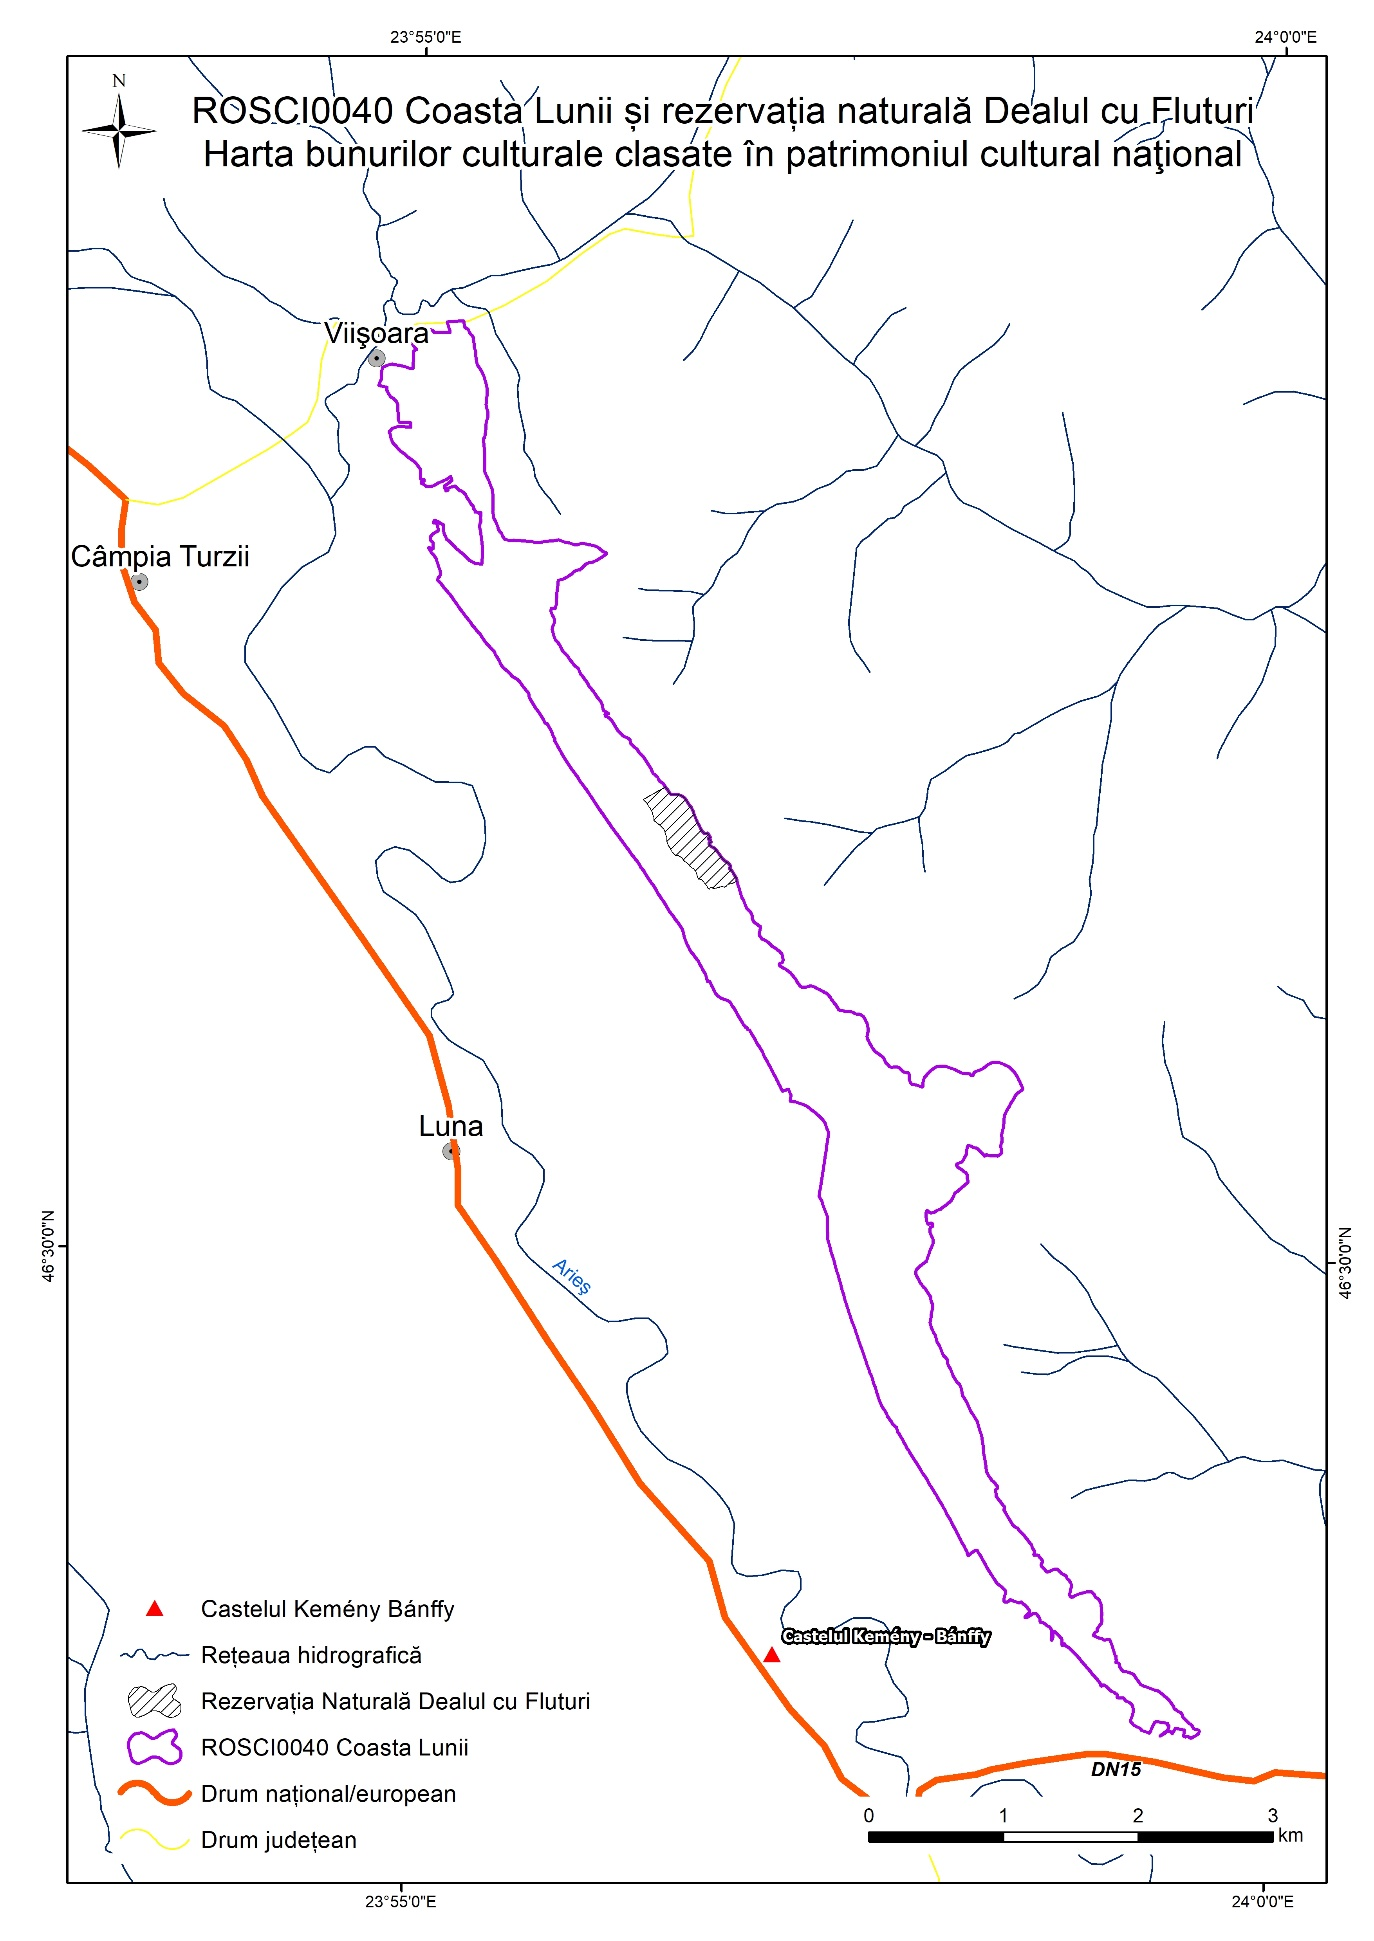 23°55'0"E
24°0'0"E
N
ROSCI0040 Coasta Lunii și rezervația naturală Dealul cu Fluturi
Harta bunurilor culturale clasate în patrimoniul cultural naţional
Viişoara
Câmpia Turzii
Luna
46°30'0"N
46°30'0"N
Arieş
Castelul Kemény Bánffy
Castelul Kemény - Bánffy
Rețeaua hidrografică
Rezervația Naturală Dealul cu Fluturi
ROSCI0040 Coasta Lunii
DN15
Drum național/european
0 1 2 3
km
Drum județean
23°55'0"E
24°0'0"E